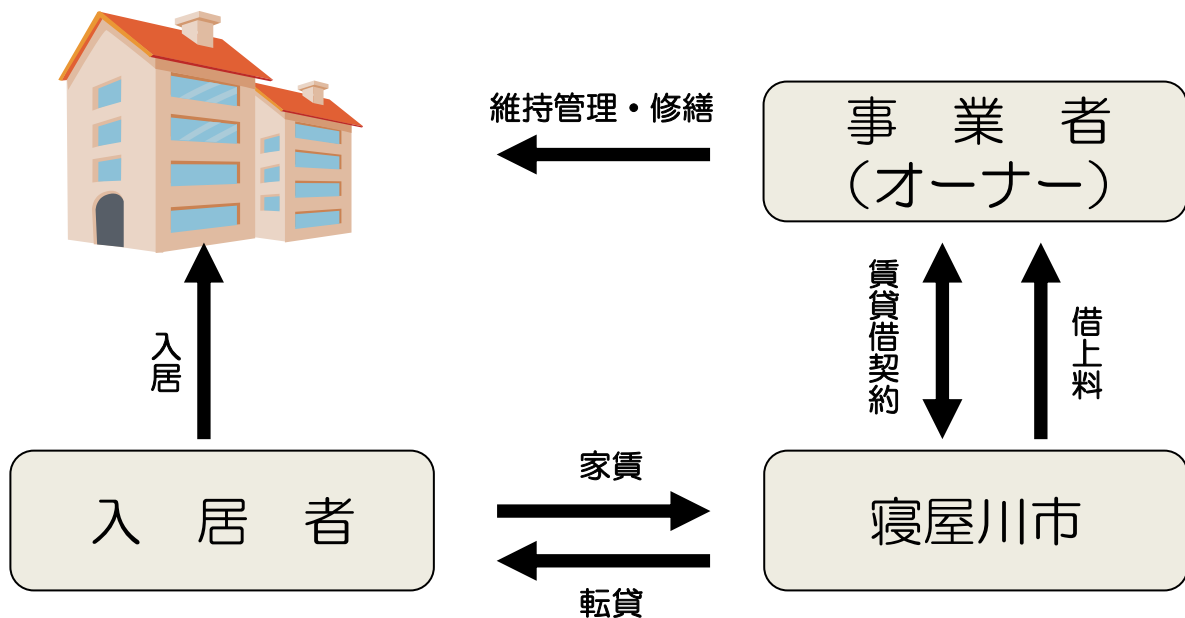 維持管理・修繕
事業者
(オーナー)
賃貸借契約
借上料
入居
家賃
入居者
寝屋川市
転貸